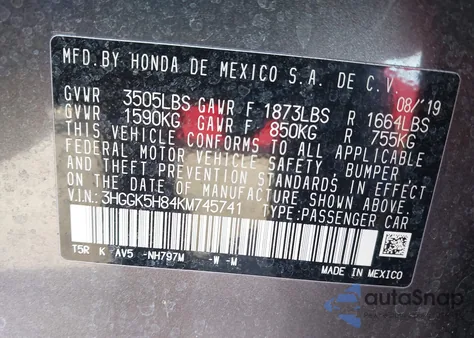 MFD.BY HONDA DE MEXICO S.A. DE C.V. 08/'19
GVWR 3505LBS GAWR F 1873LBS R 1664LBS
GVWR 1590KG GAWR F 850KG R 755KG
THIS VEHICLE CONFORMS TO ALL APPLICABLE
FEDERAL MOTOR VEHICLE SAFETY, BUMPER
AND THEFT PREVENTION STANDARDS IN EFFECT
ON THE DATE OF MANUFACTURE SHOWN ABOVE.
V.I.N.: 3HGGK5H84KM745741 TYPE:PASSENGER CAR
T5R K AV5 -NH797M -W -M
MADE IN MEXICO
autoSnap